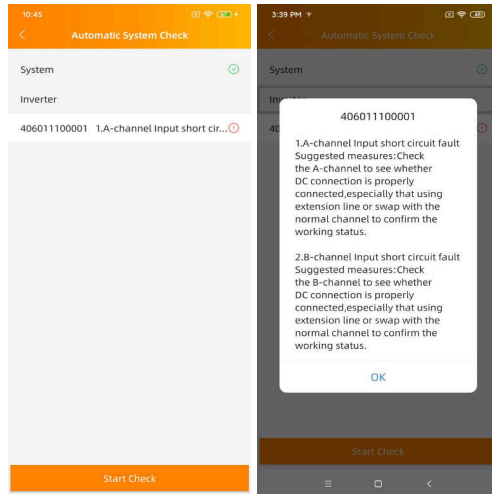 10:45
Automatic System Check
System
Inverter
406011100001 1.A-channel Input short cir...
Start Check
3:39 PM
Automatic System Check
System
40
406011100001
1.A-channel Input short circuit fault
Suggested measures:Check
the A-channel to see whether
DC connection is properly
connected,especially that using
extension line or swap with the
normal channel to confirm the
working status.
2.B-channel Input short circuit fault
Suggested measures:Check
the B-channel to see whether
DC connection is properly
connected,especially that using
extension line or swap with the
normal channel to confirm the
working status.
OK
Start Check